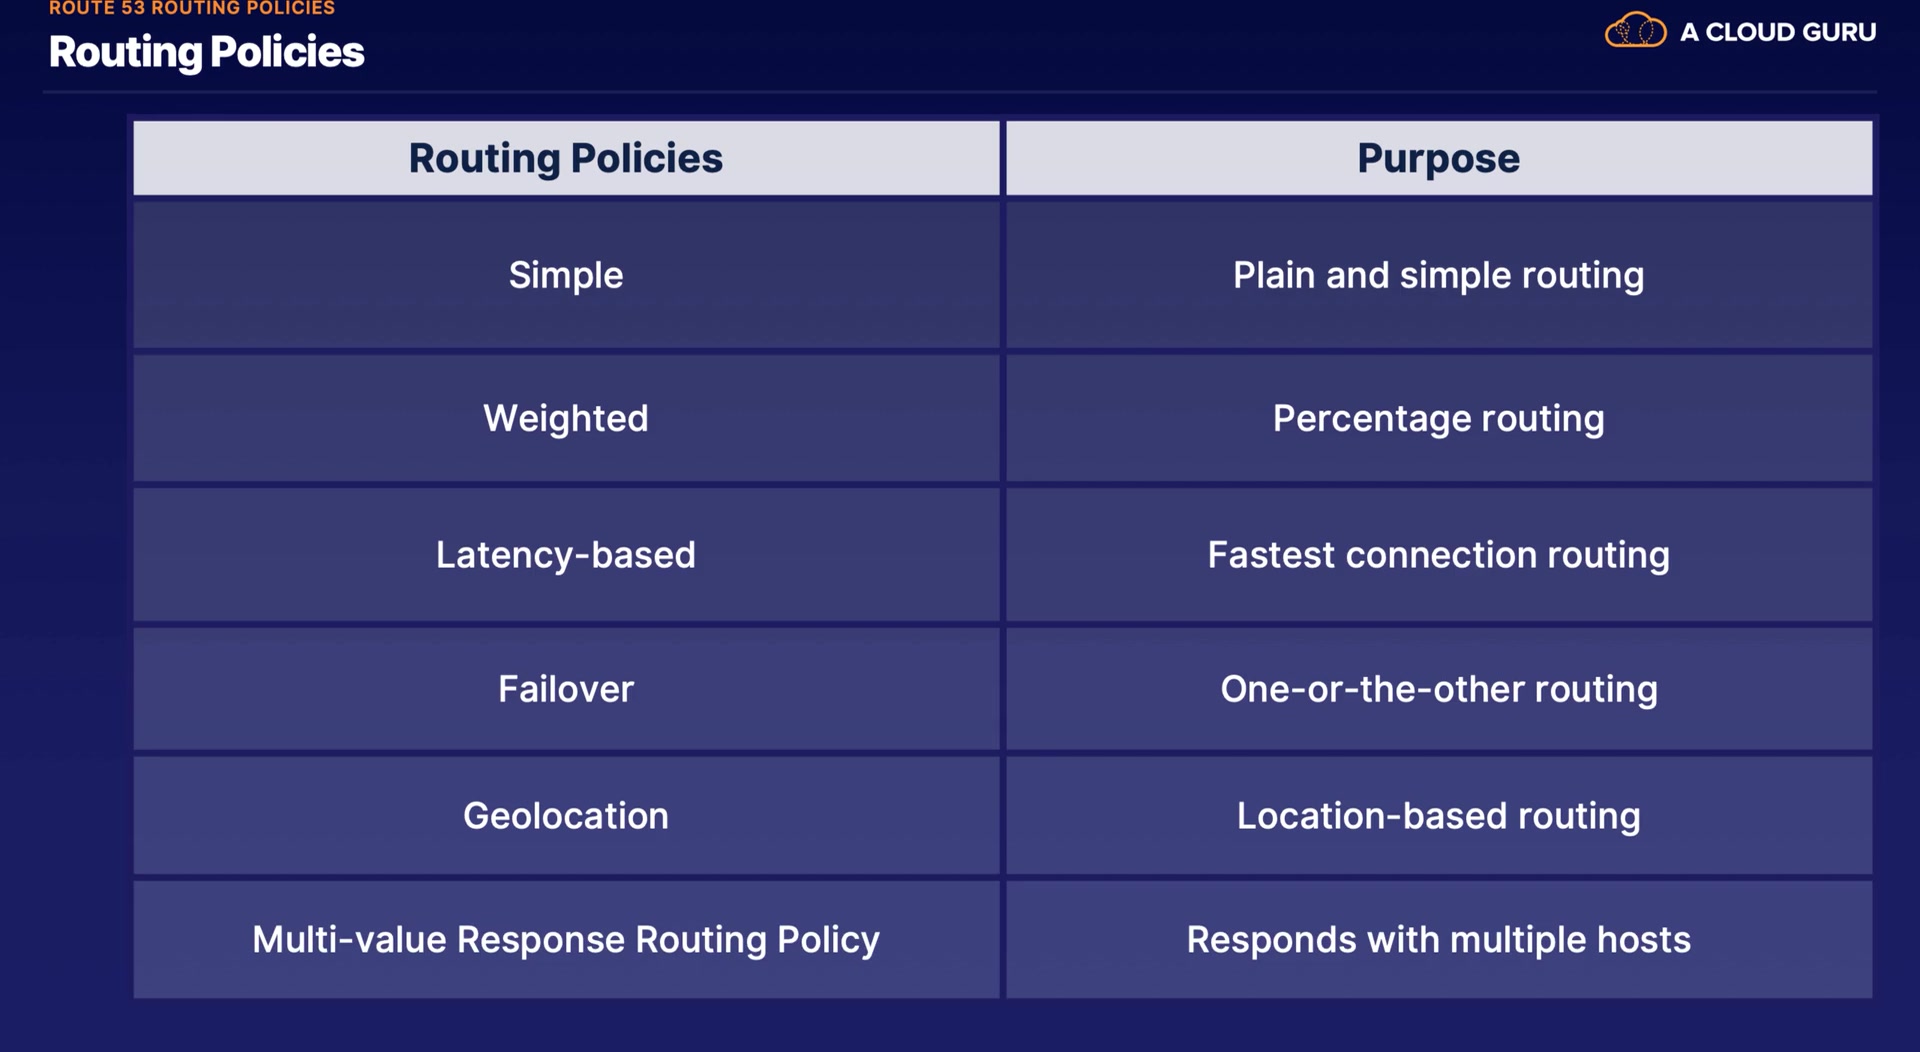 ROUTE 53 ROUTING POLICIES
Routing Policies
A CLOUD GURU
Routing Policies
Purpose
Simple
Plain and simple routing
Weighted
Percentage routing
Latency-based
Fastest connection routing
Failover
One-or-the-other routing
Geolocation
Location-based routing
Multi-value Response Routing Policy
Responds with multiple hosts